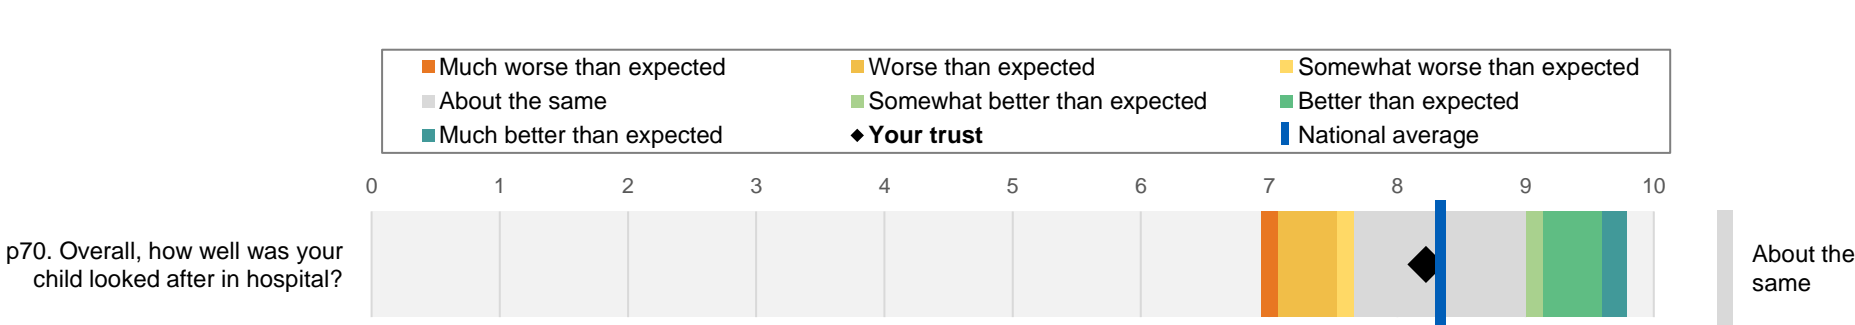 Much worse than expected Worse than expected Somewhat worse than expected
About the same Somewhat better than expected Better than expected
Much better than expected Your trust National average
0 1 2 3 4 5 6 7 8 9 10
p70. Overall, how well was your
child looked after in hospital?
About the
same